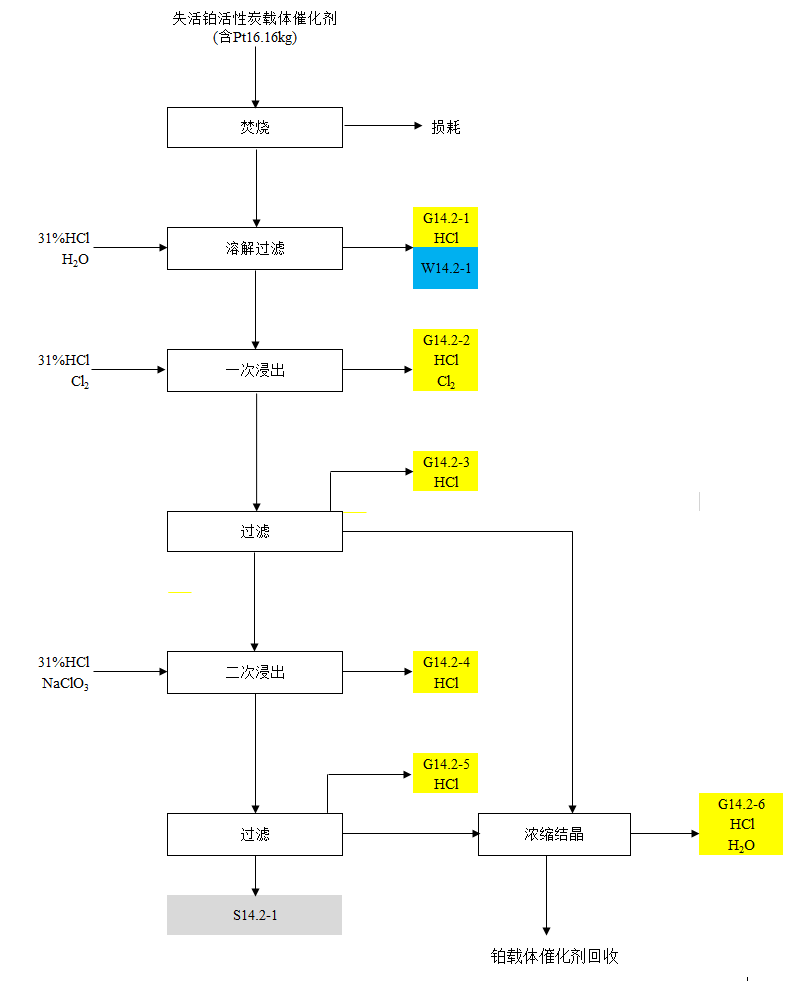 失活铂活性炭载体催化剂
(含Pt16.16kg)
焚烧
损耗
31%HCl
H₂O
溶解过滤
G14.2-1
HCl
W14.2-1
31%HCl
Cl₂
一次浸出
G14.2-2
HCl
Cl₂
G14.2-3
HCl
过滤
31%HCl
NaClO₃
二次浸出
G14.2-4
HCl
G14.2-5
HCl
过滤
浓缩结晶
G14.2-6
HCl
H₂O
S14.2-1
铂载体催化剂回收